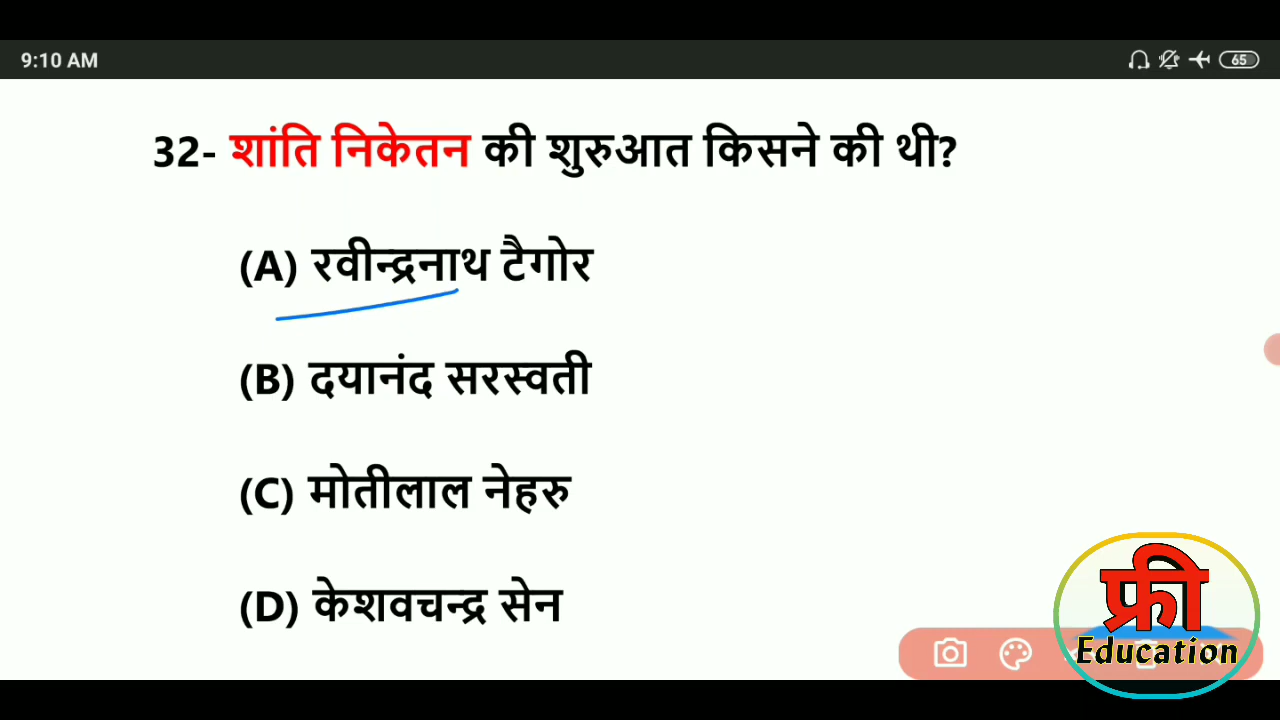 9:10 AM
65
32- शांति निकेतन की शुरुआत किसने की थी?
(A) रवीन्द्रनाथ टैगोर
(B) दयानंद सरस्वती
(C) मोतीलाल नेहरु
(D) केशवचन्द्र सेन
फ्री
Education